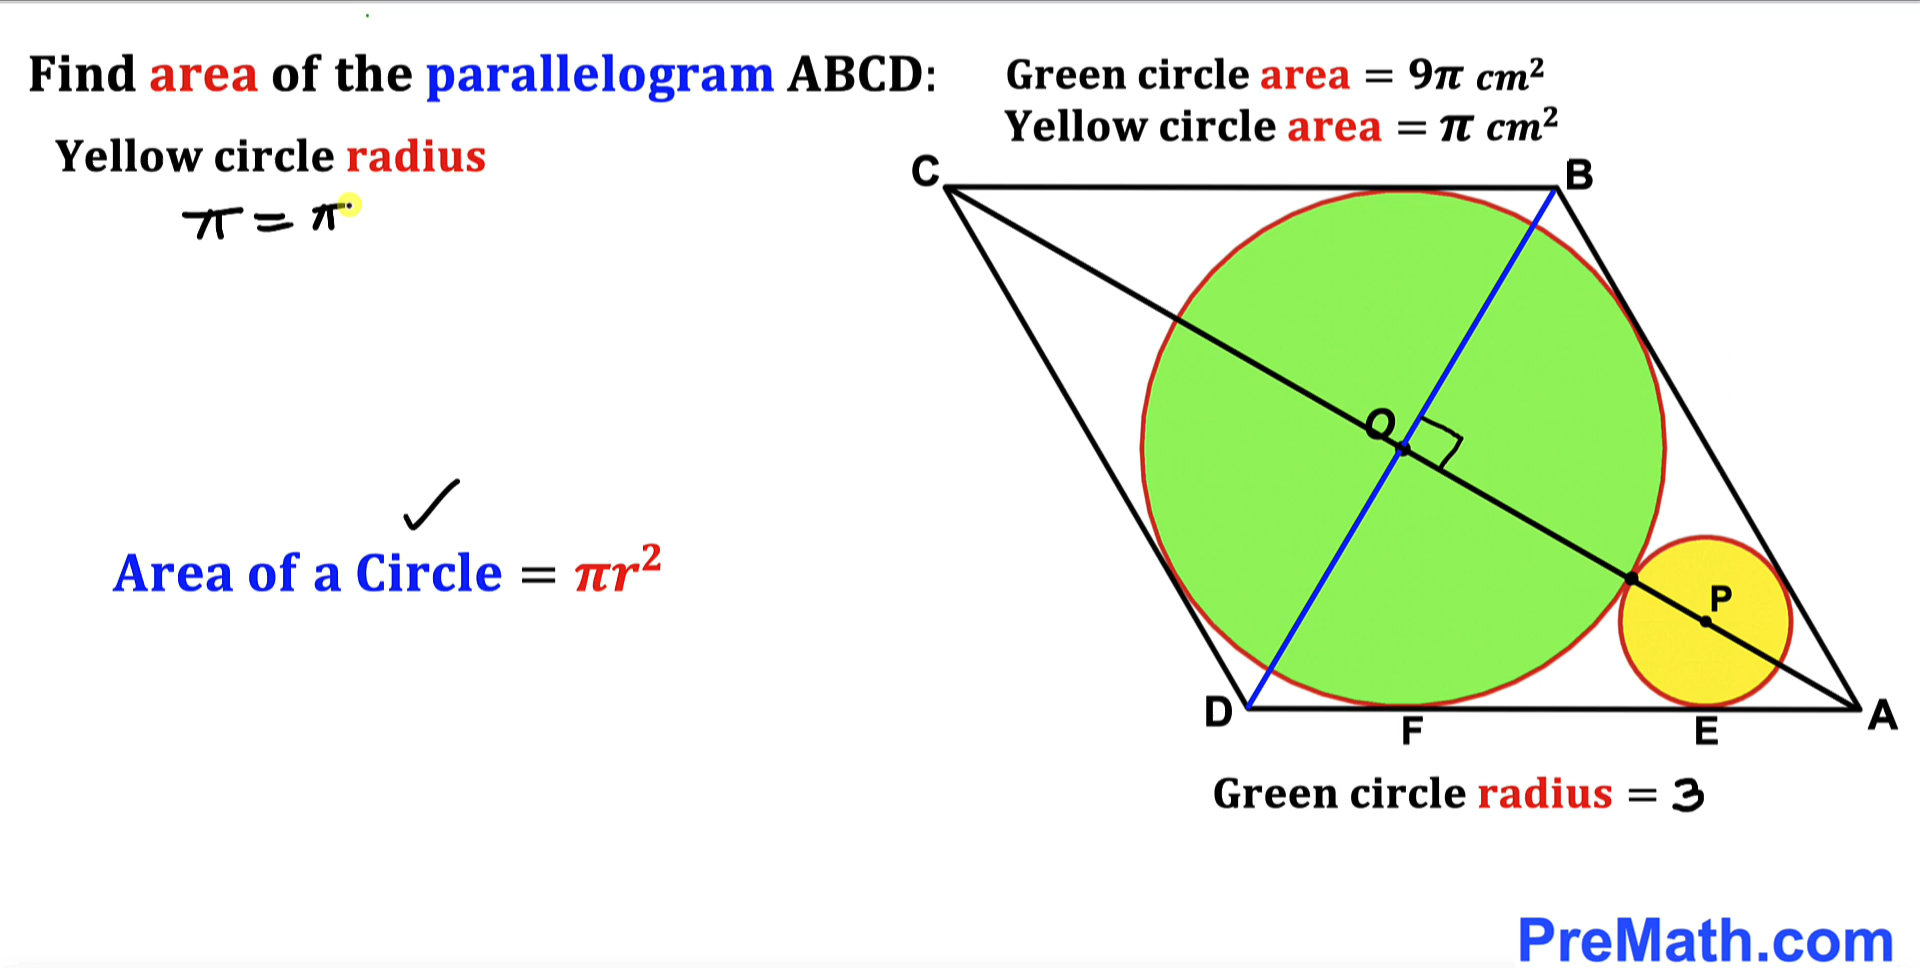 Find area of the parallelogram ABCD:
Green circle area = 9π cm²
Yellow circle area = π cm²
Yellow circle radius
π = π
C
B
O
P
Area of a Circle = πr²
D
F
E
A
Green circle radius = 3
PreMath.com